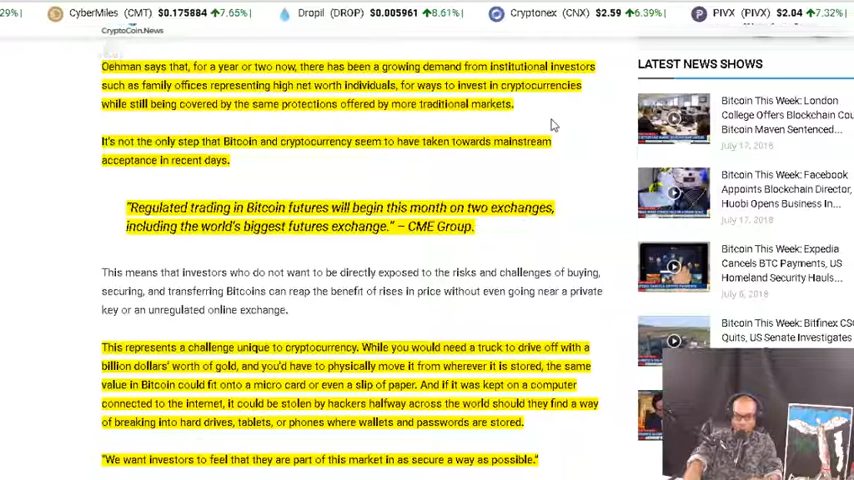 29% | CyberMiles (CMT) $0.175884 ↑7.65% | Dropil (DROP) $0.005961 ↑8.61% | Cryptonex (CNX) $2.59 ↑6.39% | PIVX (PIVX) $2.04 ↑7.32% |
CryptoCoin.News
Oehman says that, for a year or two now, there has been a growing demand from institutional investors
such as family offices representing high net worth individuals, for ways to invest in cryptocurrencies
while still being covered by the same protections offered by more traditional markets.
It's not the only step that Bitcoin and cryptocurrency seem to have taken towards mainstream
acceptance in recent days.
"Regulated trading in Bitcoin futures will begin this month on two exchanges,
including the world's biggest futures exchange." – CME Group.
This means that investors who do not want to be directly exposed to the risks and challenges of buying,
securing, and transferring Bitcoins can reap the benefit of rises in price without even going near a private
key or an unregulated online exchange.
This represents a challenge unique to cryptocurrency. While you would need a truck to drive off with a
billion dollars' worth of gold, and you'd have to physically move it from wherever it is stored, the same
value in Bitcoin could fit onto a micro card or even a slip of paper. And if it was kept on a computer
connected to the internet, it could be stolen by hackers halfway across the world should they find a way
of breaking into hard drives, tablets, or phones where wallets and passwords are stored.
"We want investors to feel that they are part of this market in as secure a way as possible."
LATEST NEWS SHOWS
Bitcoin This Week: London
College Offers Blockchain Cou
Bitcoin Maven Sentenced...
July 17, 2018
Bitcoin This Week: Facebook
Appoints Blockchain Director,
Huobi Opens Business In...
July 17, 2018
Bitcoin This Week: Expedia
Cancels BTC Payments, US
Homeland Security Hauls...
July 6, 2018
Bitcoin This Week: Bitfinex CSO
Quits, US Senate Investigates